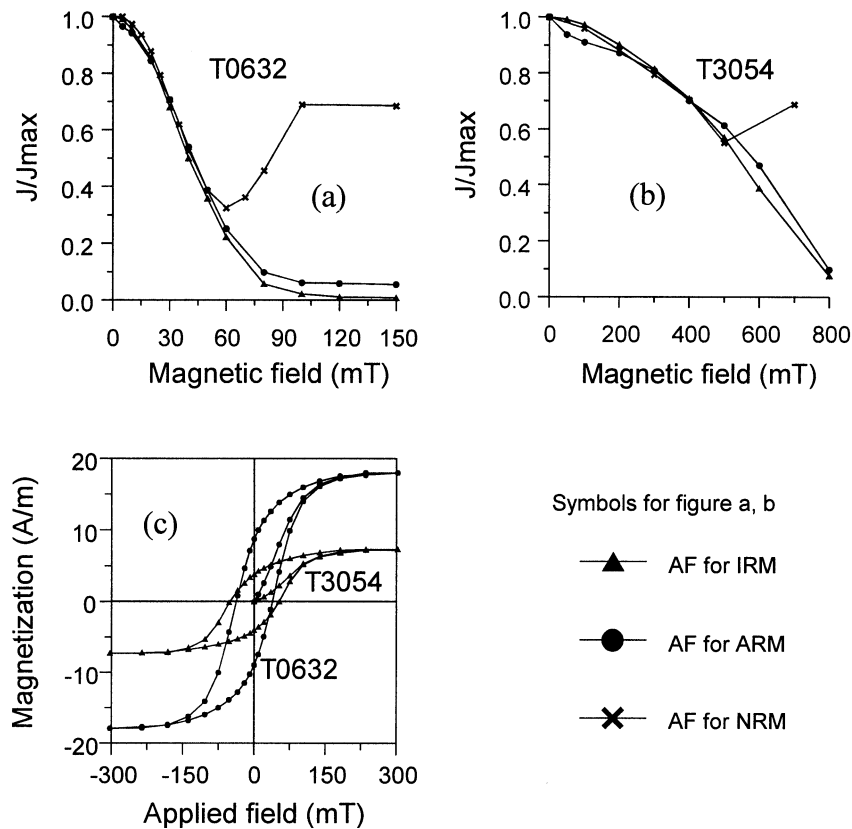 1.0
0.8
0.6
0.4
0.2
0.0
J/Jmax
T0632
(a)
0 30 60 90 120 150
Magnetic field (mT)
1.0
0.8
0.6
0.4
0.2
0.0
J/Jmax
T3054
(b)
0 200 400 600 800
Magnetic field (mT)
20
10
0
-10
-20
Magnetization (A/m)
(c)
T3054
T0632
-300 -150 0 150 300
Applied field (mT)
Symbols for figure a, b
AF for IRM
AF for ARM
AF for NRM